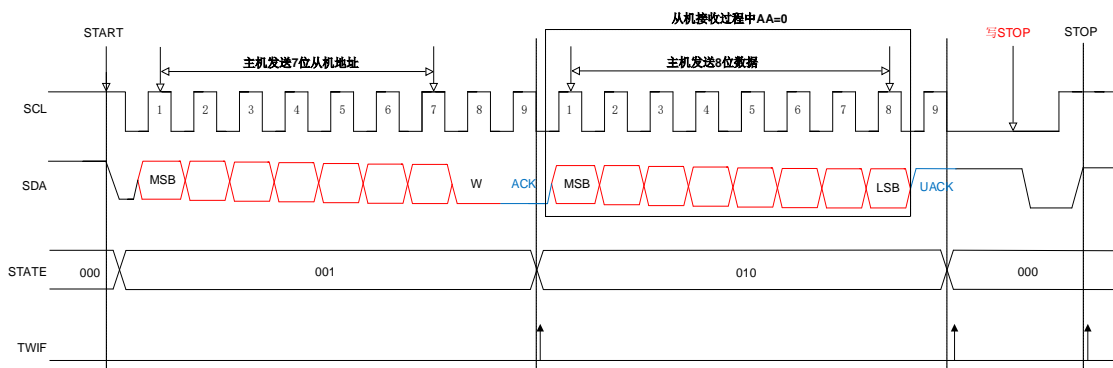 从机接收过程中AA=0
START
写STOP
STOP
主机发送7位从机地址
主机发送8位数据
SCL
1 2 3 4 5 6 7 8 9 1 2 3 4 5 6 7 8 9
SDA
MSB W ACK MSB LSB UACK
STATE
000 001 010 000
TWIF